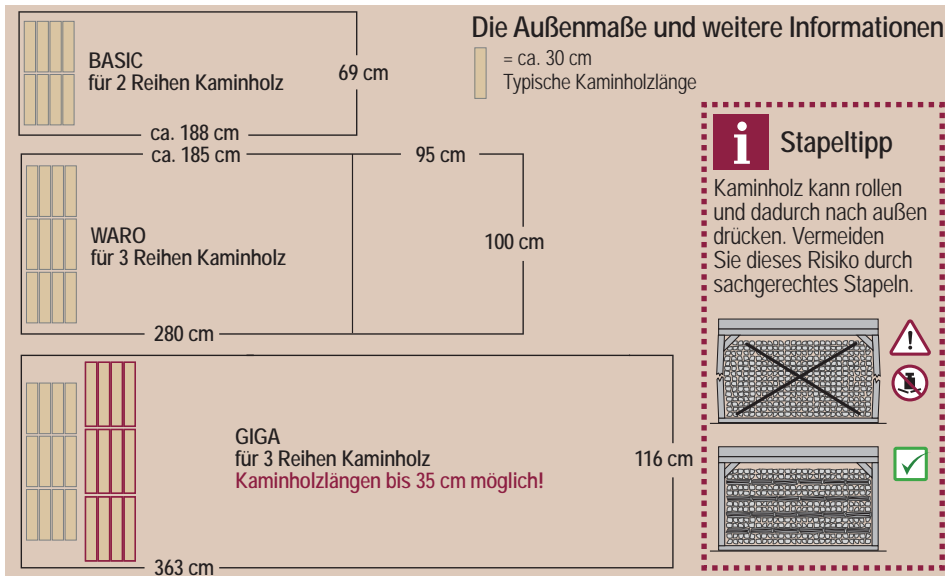 Die Außenmaße und weitere Informationen
= ca. 30 cm
Typische Kaminholzlänge
BASIC
für 2 Reihen Kaminholz
69 cm
ca. 188 cm
ca. 185 cm
95 cm
WARO
für 3 Reihen Kaminholz
100 cm
280 cm
GIGA
für 3 Reihen Kaminholz
Kaminholzlängen bis 35 cm möglich!
116 cm
363 cm
i
Stapeltipp
Kaminholz kann rollen
und dadurch nach außen
drücken. Vermeiden
Sie dieses Risiko durch
sachgerechtes Stapeln.
!